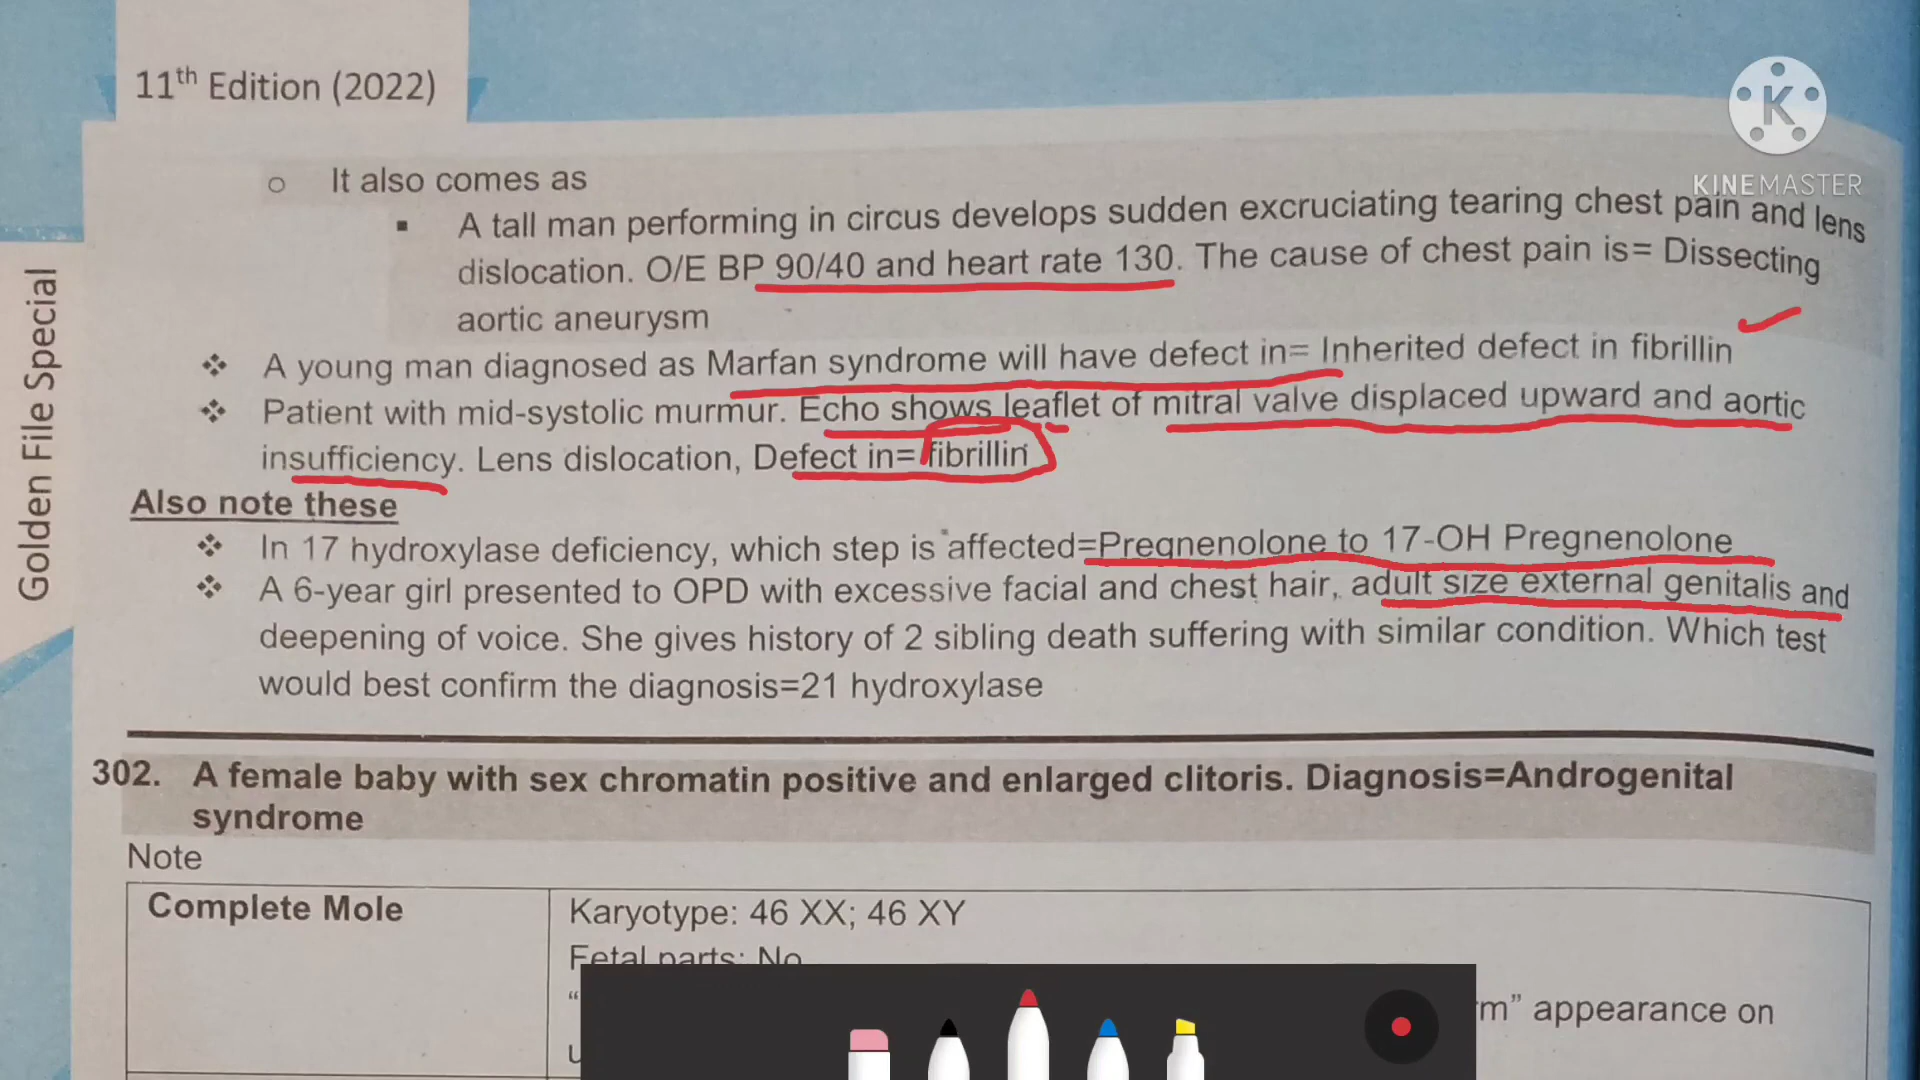 11th Edition (2022)
KINEMASTER
Golden File Special
o It also comes as
▪ A tall man performing in circus develops sudden excruciating tearing chest pain and lens
dislocation. O/E BP 90/40 and heart rate 130. The cause of chest pain is= Dissecting
aortic aneurysm
❖ A young man diagnosed as Marfan syndrome will have defect in= Inherited defect in fibrillin
❖ Patient with mid-systolic murmur. Echo shows leaflet of mitral valve displaced upward and aortic
insufficiency. Lens dislocation, Defect in= fibrillin
Also note these
❖ In 17 hydroxylase deficiency, which step is affected=Pregnenolone to 17-OH Pregnenolone
❖ A 6-year girl presented to OPD with excessive facial and chest hair, adult size external genitalis and
deepening of voice. She gives history of 2 sibling death suffering with similar condition. Which test
would best confirm the diagnosis=21 hydroxylase
302. A female baby with sex chromatin positive and enlarged clitoris. Diagnosis=Androgenital
syndrome
Note
Complete Mole
Karyotype: 46 XX; 46 XY
Fetal parts: No
” appearance on